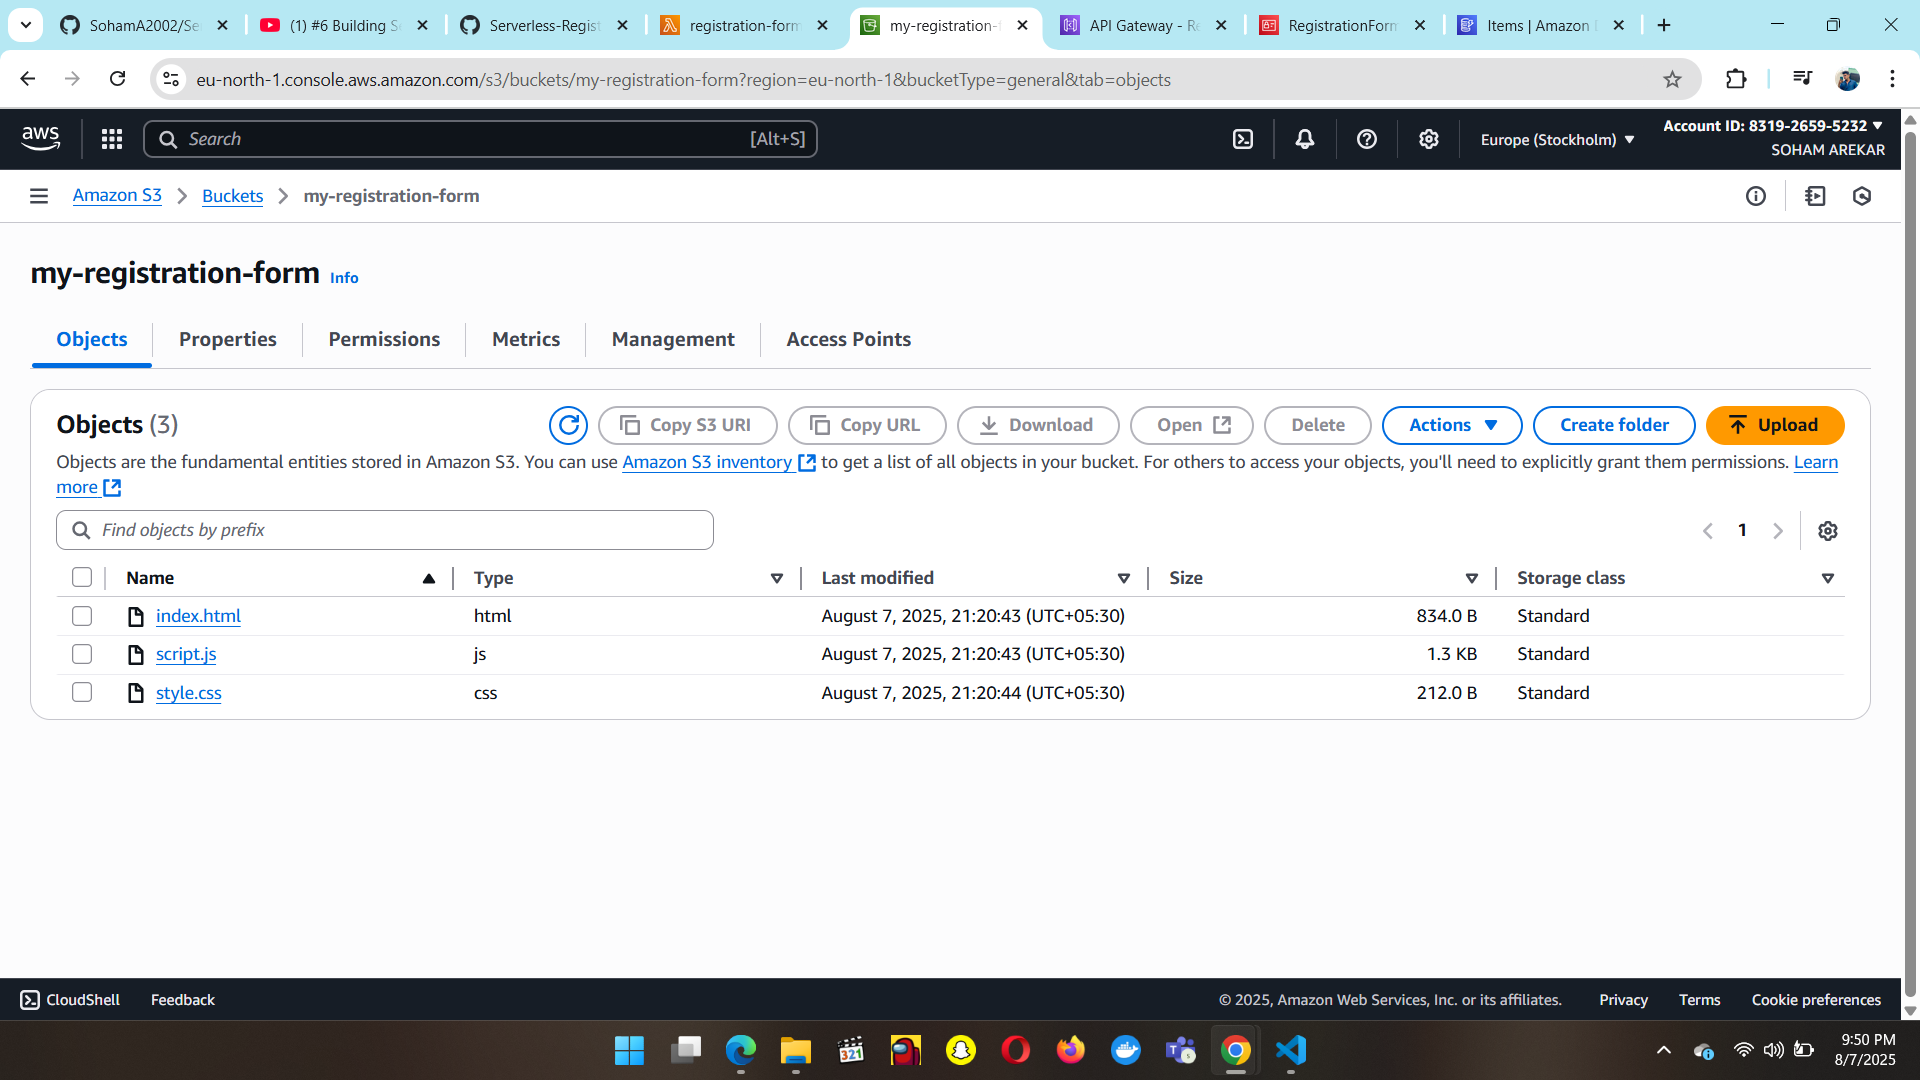 SohamA2002/Se
(1) #6 Building S
Serverless-Regist
registration-form
my-registration-f
API Gateway - Re
RegistrationForm
Items | Amazon
eu-north-1.console.aws.amazon.com/s3/buckets/my-registration-form?region=eu-north-1&bucketType=general&tab=objects
aws
Search
[Alt+S]
Europe (Stockholm)
Account ID: 8319-2659-5232
SOHAM AREKAR
Amazon S3
Buckets
my-registration-form
my-registration-form Info
Objects
Properties
Permissions
Metrics
Management
Access Points
Objects (3)
Copy S3 URI
Copy URL
Download
Open
Delete
Actions
Create folder
Upload
Objects are the fundamental entities stored in Amazon S3. You can use Amazon S3 inventory to get a list of all objects in your bucket. For others to access your objects, you'll need to explicitly grant them permissions. Learn
more
Find objects by prefix
1
Name Type Last modified Size Storage class
index.html html August 7, 2025, 21:20:43 (UTC+05:30) 834.0 B Standard
script.js js August 7, 2025, 21:20:43 (UTC+05:30) 1.3 KB Standard
style.css css August 7, 2025, 21:20:44 (UTC+05:30) 212.0 B Standard
CloudShell
Feedback
© 2025, Amazon Web Services, Inc. or its affiliates.
Privacy
Terms
Cookie preferences
321
9:50 PM
8/7/2025